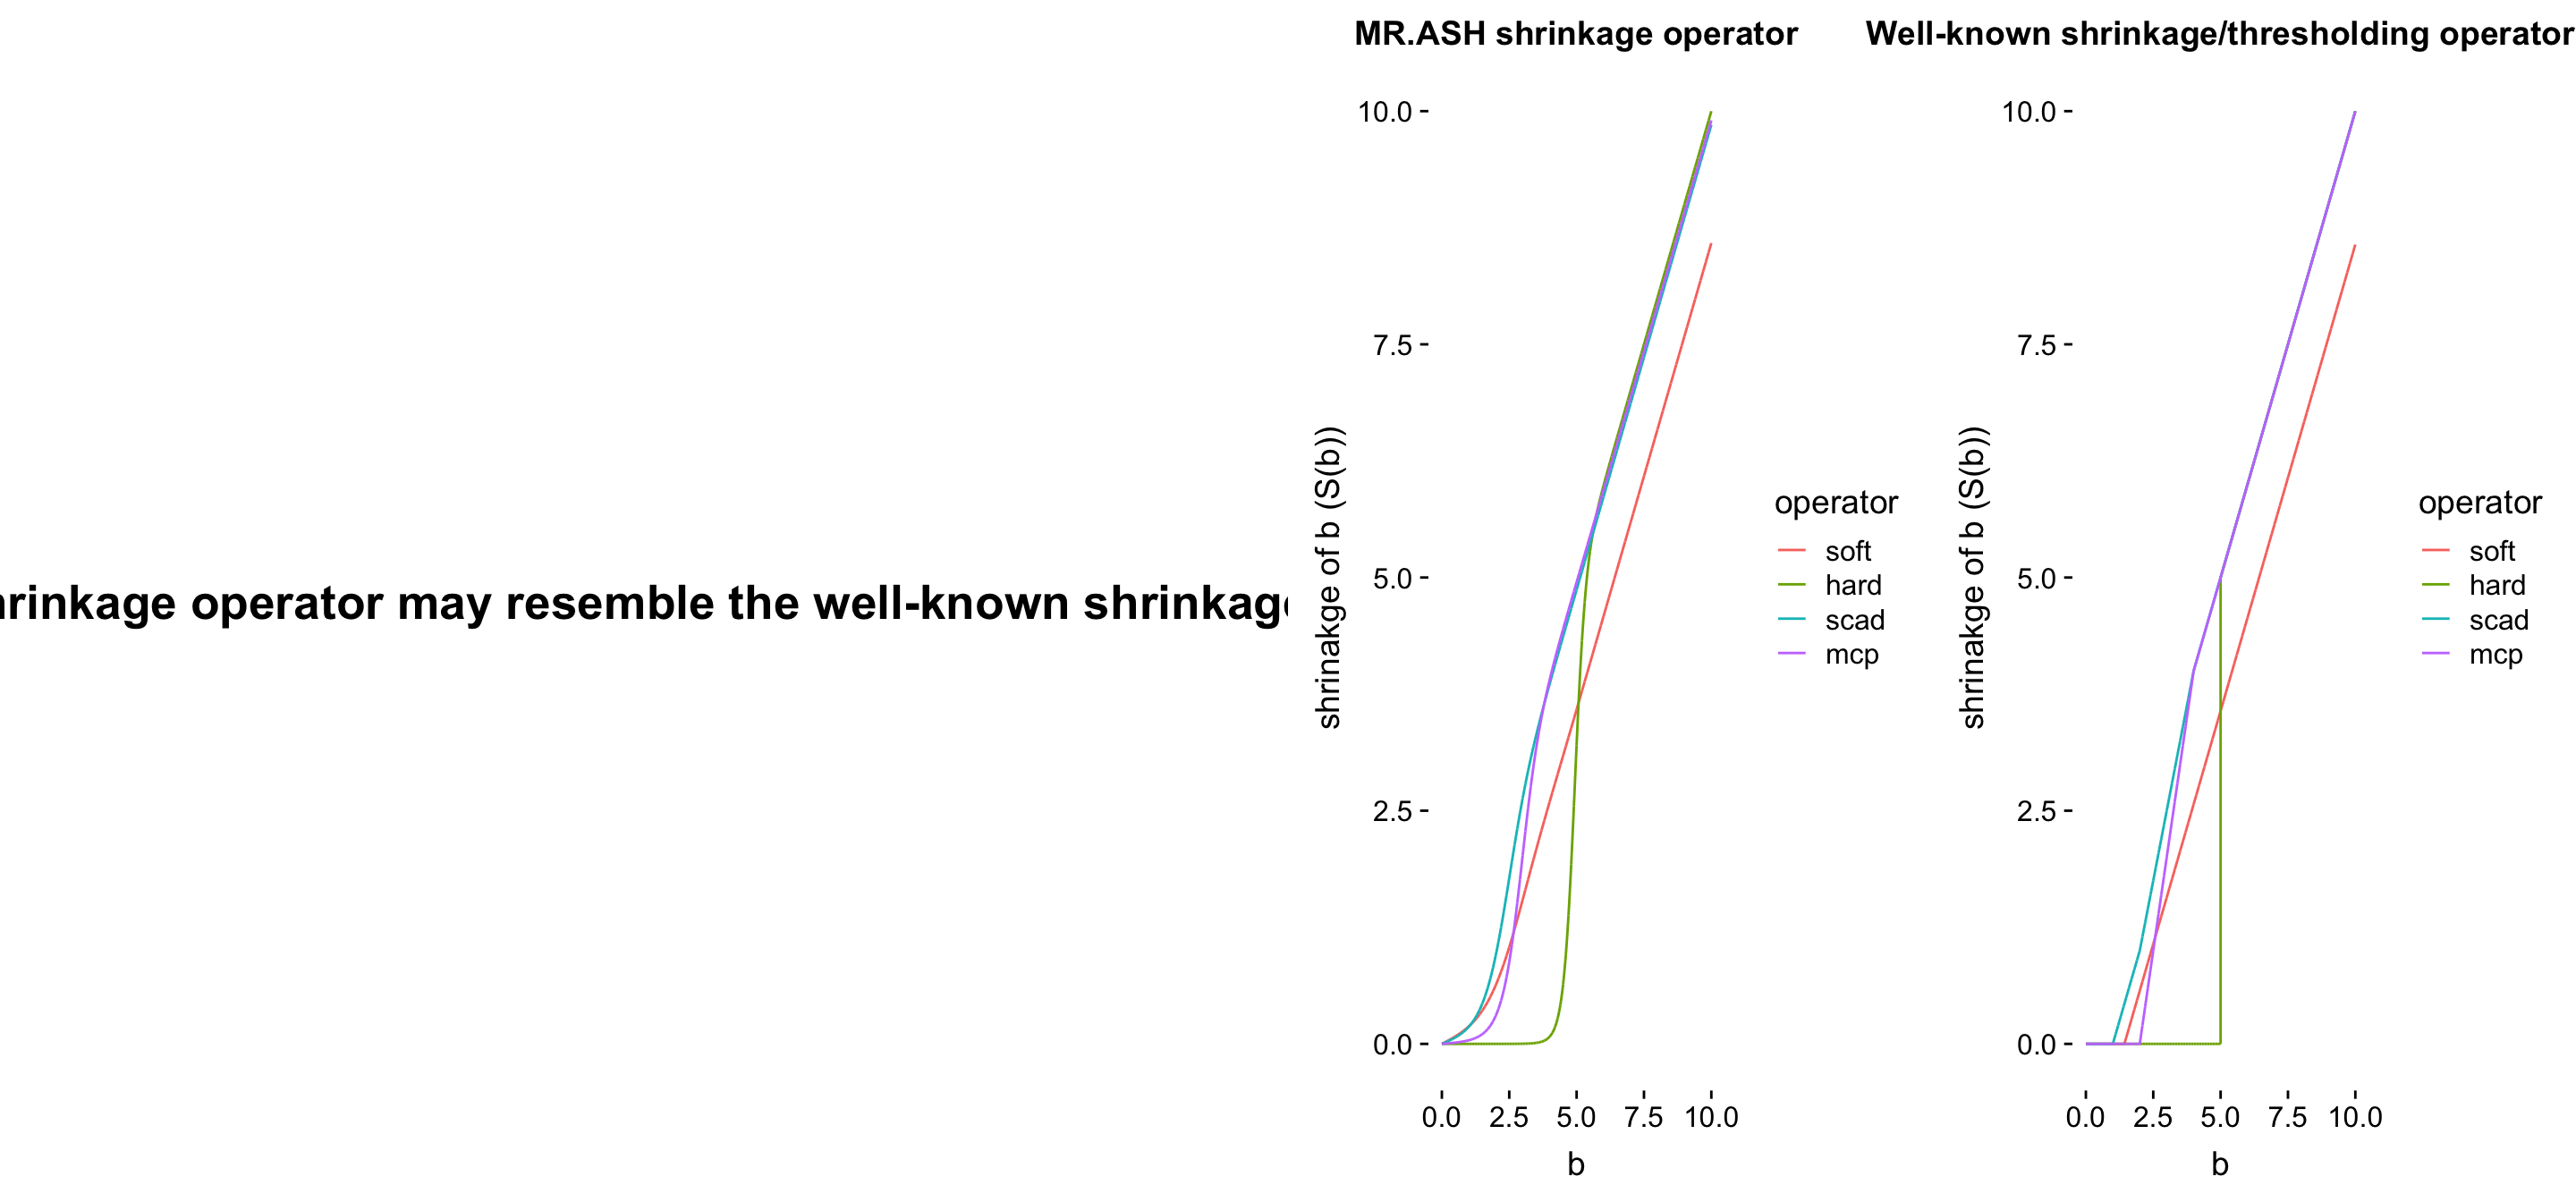 operator may resemble the well-known
MR.ASH shrinkage operator
10.0
7.5
5.0
2.5
0.0
shrinakge of b (S(b))
0.0 2.5 5.0 7.5 10.0
b
operator
soft
hard
scad
mcp
Well-known shrinkage/thresholding operator
10.0
7.5
5.0
2.5
0.0
shrinakge of b (S(b))
0.0 2.5 5.0 7.5 10.0
b
operator
soft
hard
scad
mcp